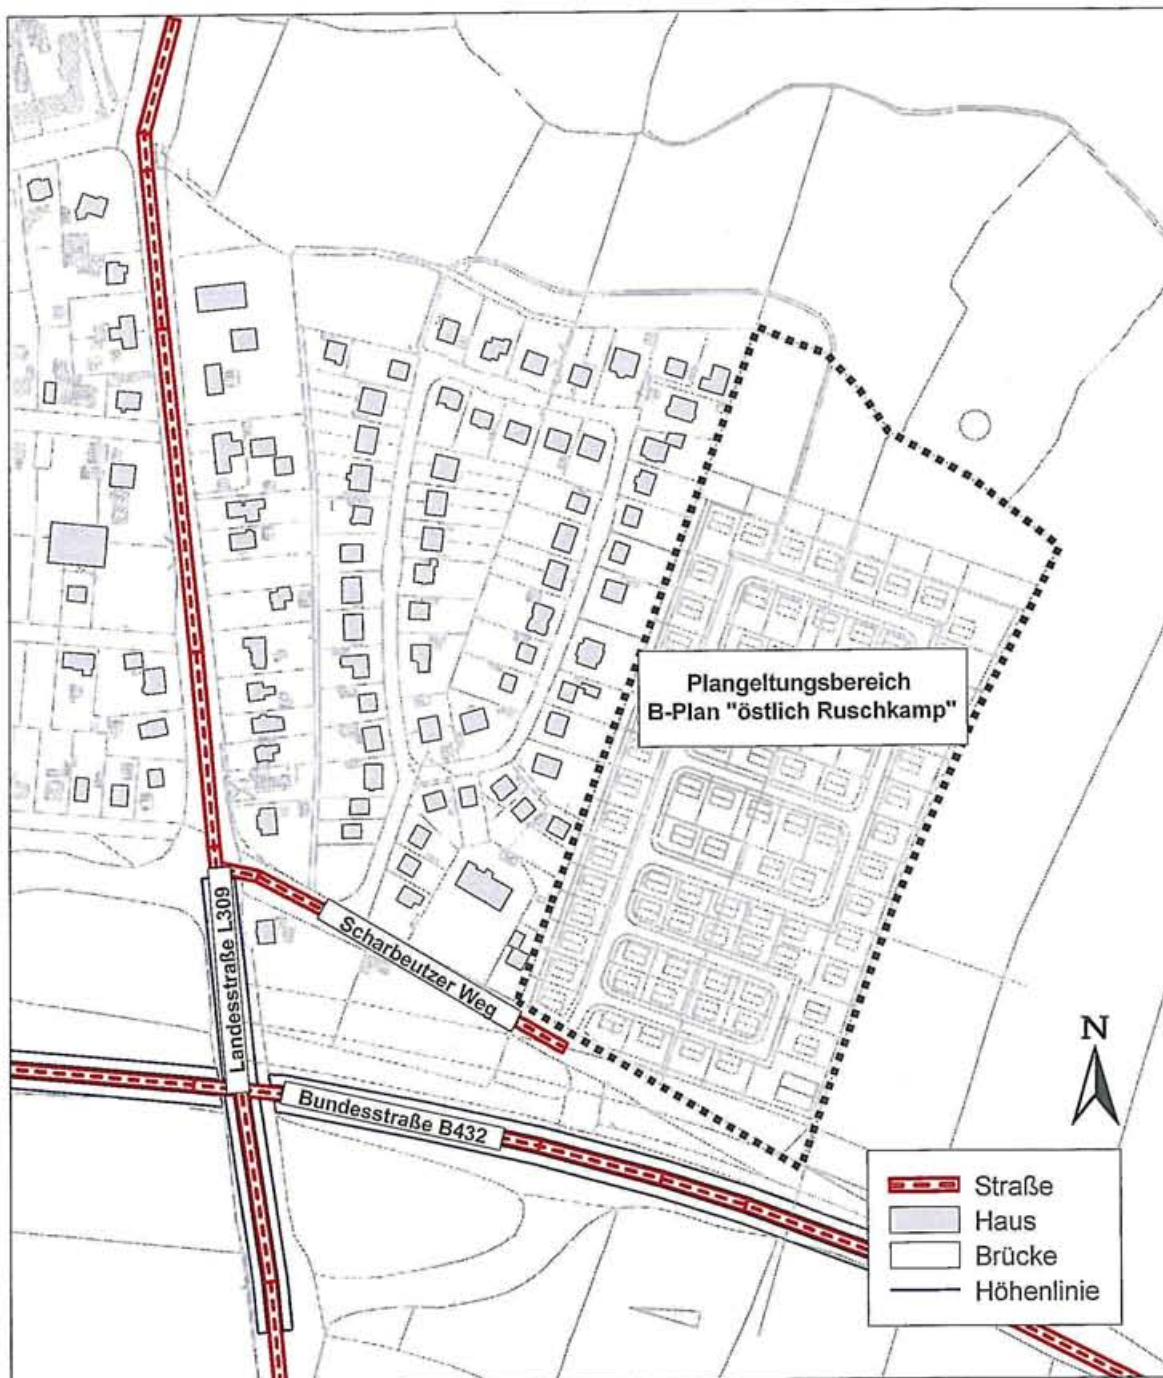 Plangeltungsbereich
B-Plan "östlich Ruschkamp"
Landesstraße L309
Scharbeutzer Weg
Bundesstraße B432
N
Straße
Haus
Brücke
Höhenlinie